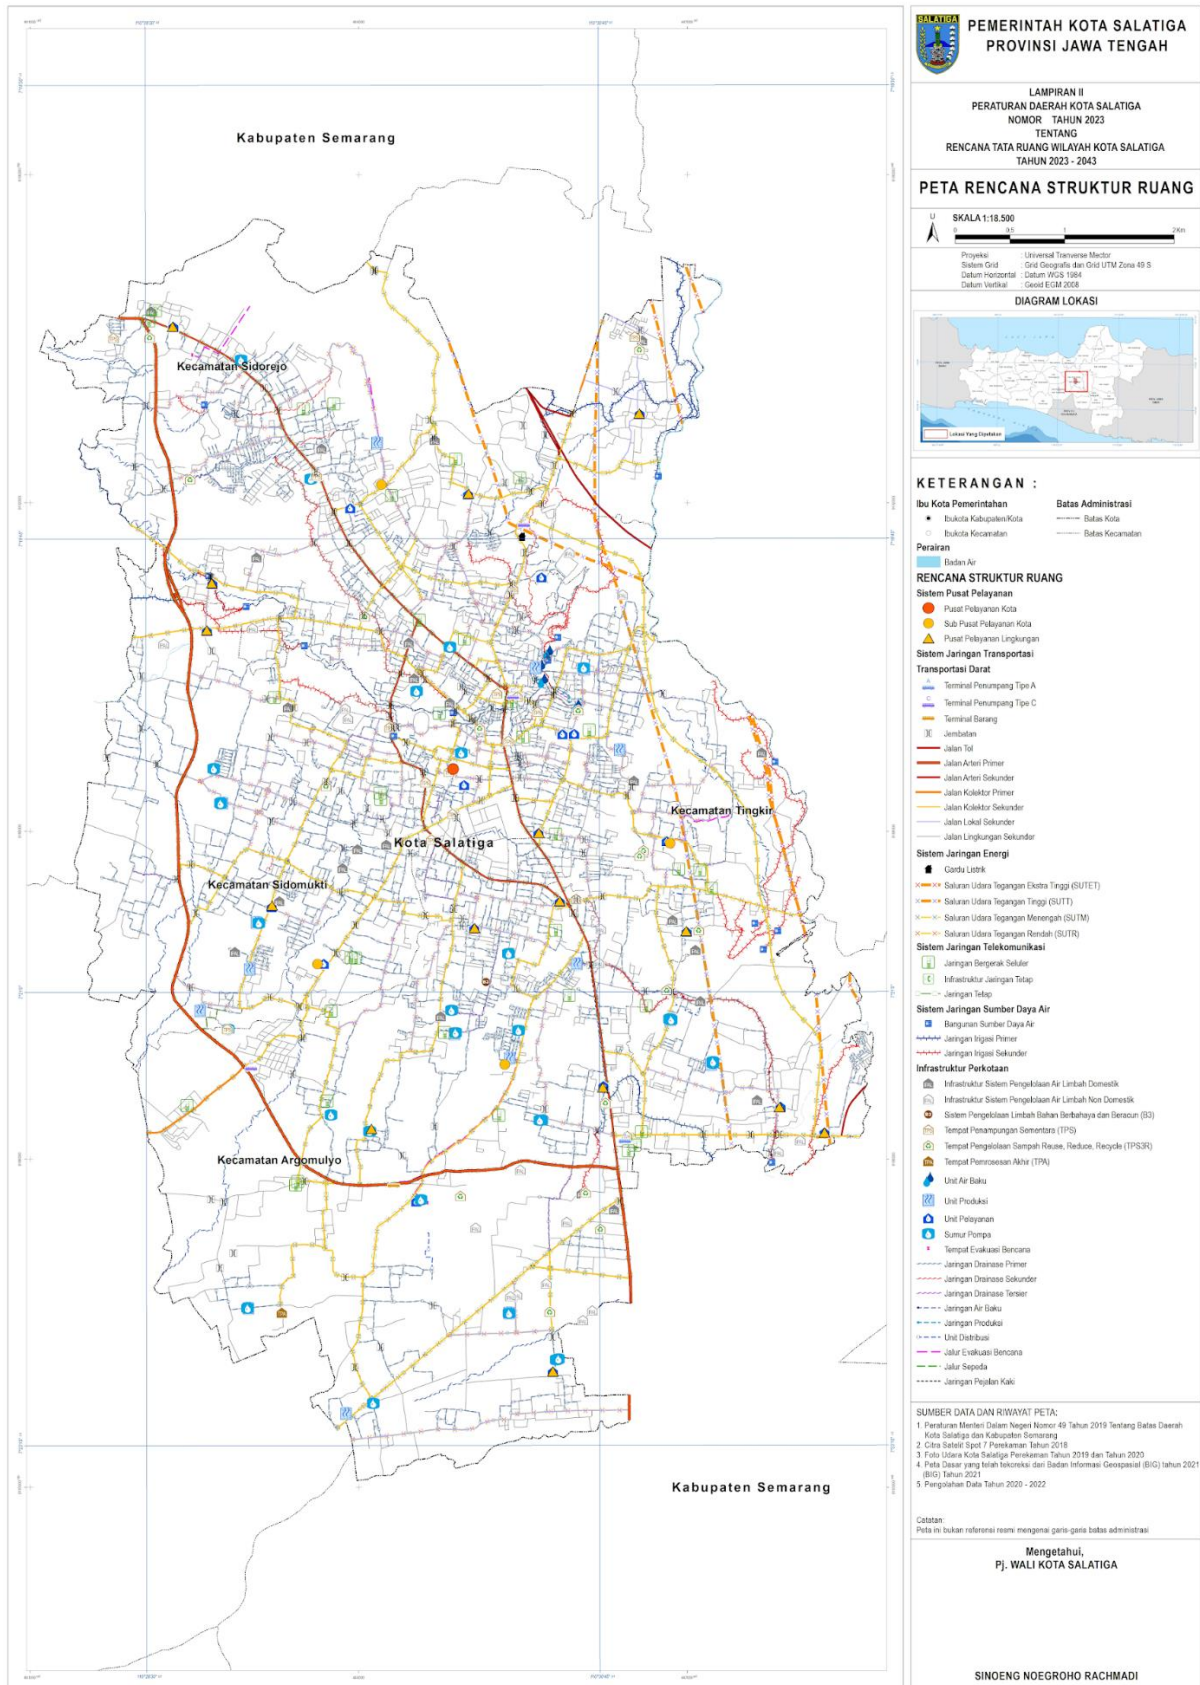 Kabupaten Semarang
Kecamatan Sidorejo
Kecamatan Tingkir
Kota Salatiga
Kecamatan Sidomukti
Kecamatan Argomulyo
Kabupaten Semarang
SALATIGA
PEMERINTAH KOTA SALATIGA
PROVINSI JAWA TENGAH
LAMPIRAN II
PERATURAN DAERAH KOTA SALATIGA
NOMOR TAHUN 2023
TENTANG
RENCANA TATA RUANG WILAYAH KOTA SALATIGA
TAHUN 2023 - 2043
PETA RENCANA STRUKTUR RUANG
U
SKALA 1:18.500
0 0,5 1 2 Km
Proyeksi : Universal Tranverse Mector
Sistem Grid : Grid Geografis dan Grid UTM Zona 49 S
Datum Horizontal : Datum WGS 1984
Datum Vertikal : Geoid EGM 2008
DIAGRAM LOKASI
Lokasi Yang Dipetakan
KETERANGAN :
Ibu Kota Pemerintahan
Ibukota Kabupaten/Kota
Ibukota Kecamatan
Batas Administrasi
Batas Kota
Batas Kecamatan
Perairan
Badan Air
RENCANA STRUKTUR RUANG
Sistem Pusat Pelayanan
Pusat Pelayanan Kota
Sub Pusat Pelayanan Kota
Pusat Pelayanan Lingkungan
Sistem Jaringan Transportasi
Transportasi Darat
Terminal Penumpang Tipe A
Terminal Penumpang Tipe C
Terminal Barang
Jembatan
Jalan Tol
Jalan Arteri Primer
Jalan Arteri Sekunder
Jalan Kolektor Primer
Jalan Kolektor Sekunder
Jalan Lokal Sekunder
Jalan Lingkungan Sekunder
Sistem Jaringan Energi
Gardu Listrik
Saluran Udara Tegangan Ekstra Tinggi (SUTET)
Saluran Udara Tegangan Tinggi (SUTT)
Saluran Udara Tegangan Menengah (SUTM)
Saluran Udara Tegangan Rendah (SUTR)
Sistem Jaringan Telekomunikasi
Jaringan Bergerak Seluler
Infrastruktur Jaringan Tetap
Jaringan Tetap
Sistem Jaringan Sumber Daya Air
Bangunan Sumber Daya Air
Jaringan Irigasi Primer
Jaringan Irigasi Sekunder
Infrastruktur Perkotaan
Infrastruktur Sistem Pengelolaan Air Limbah Domestik
Infrastruktur Sistem Pengelolaan Air Limbah Non Domestik
Sistem Pengelolaan Limbah Bahan Berbahaya dan Beracun (B3)
Tempat Penampungan Sementara (TPS)
Tempat Pengelolaan Sampah Reuse, Reduce, Recycle (TPS3R)
Tempat Pemrosesan Akhir (TPA)
Unit Air Baku
Unit Produksi
Unit Pelayanan
Sumur Pompa
Tempat Evakuasi Bencana
Jaringan Drainase Primer
Jaringan Drainase Sekunder
Jaringan Drainase Tersier
Jaringan Air Baku
Jaringan Produksi
Unit Distribusi
Jalur Evakuasi Bencana
Jalur Sepeda
Jaringan Pejalan Kaki
SUMBER DATA DAN RIWAYAT PETA:
1. Peraturan Menteri Dalam Negeri Nomor 49 Tahun 2019 Tentang Batas Daerah
Kota Salatiga dan Kabupaten Semarang
2. Citra Satelit Spot 7 Perekaman Tahun 2018
3. Foto Udara Kota Salatiga Perekaman Tahun 2019 dan Tahun 2020
4. Peta Dasar yang telah tekoreksi dari Badan Informasi Geospasial (BIG) tahun 2021
(BIG) Tahun 2021
5. Pengolahan Data Tahun 2020 - 2022
Catatan:
Peta ini bukan referensi resmi mengenai garis-garis batas administrasi
Mengetahui,
Pj. WALI KOTA SALATIGA
SINOENG NOEGROHO RACHMADI